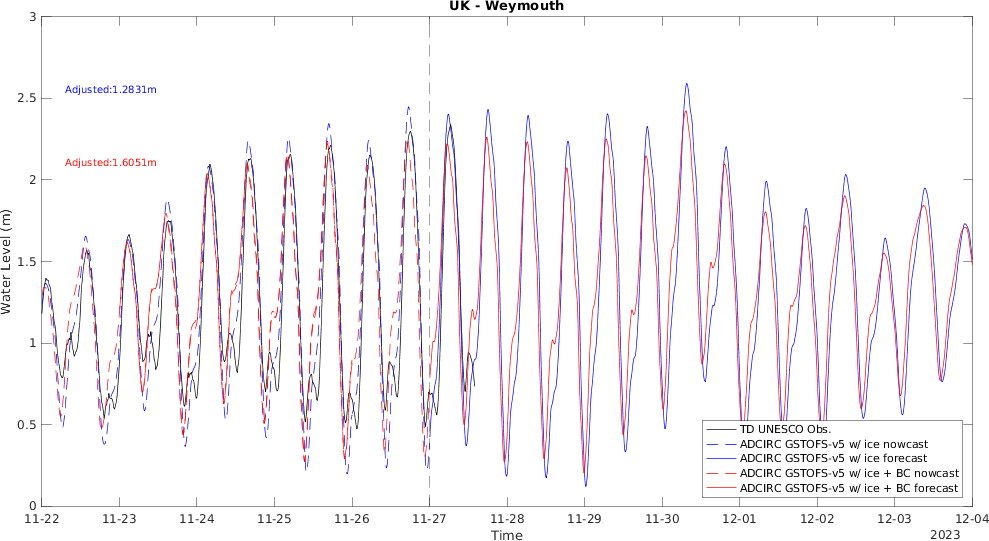 UK - Weymouth
3
2.5
2
1.5
1
0.5
0
Water Level (m)
Adjusted:1.2831m
Adjusted:1.6051m
TD UNESCO Obs.
ADCIRC GSTOFS-v5 w/ ice nowcast
ADCIRC GSTOFS-v5 w/ ice forecast
ADCIRC GSTOFS-v5 w/ ice + BC nowcast
ADCIRC GSTOFS-v5 w/ ice + BC forecast
11-22 11-23 11-24 11-25 11-26 11-27 11-28 11-29 11-30 12-01 12-02 12-03 12-04
Time
2023